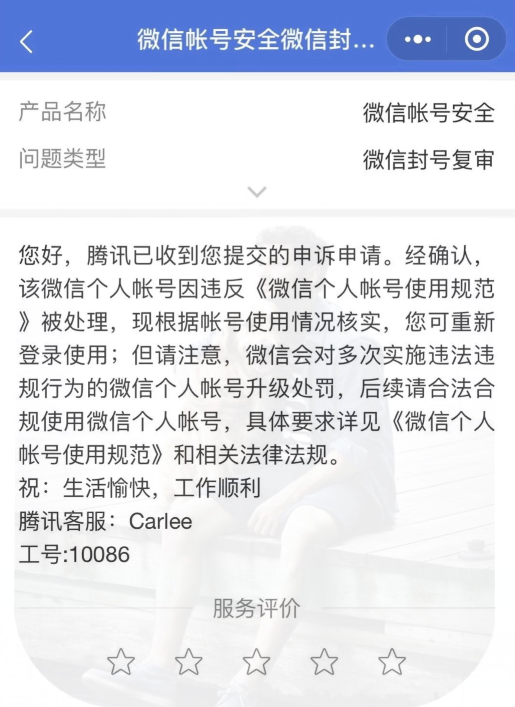 微信帐号安全微信封...
产品名称 微信帐号安全
问题类型 微信封号复审
您好，腾讯已收到您提交的申诉申请。经确认，
该微信个人帐号因违反《微信个人帐号使用规范
》被处理，现根据帐号使用情况核实，您可重新
登录使用；但请注意，微信会对多次实施违法违
规行为的微信个人帐号升级处罚，后续请合法合
规使用微信个人帐号，具体要求详见《微信个人
帐号使用规范》和相关法律法规。
祝：生活愉快，工作顺利
腾讯客服：Carlee
工号:10086
服务评价